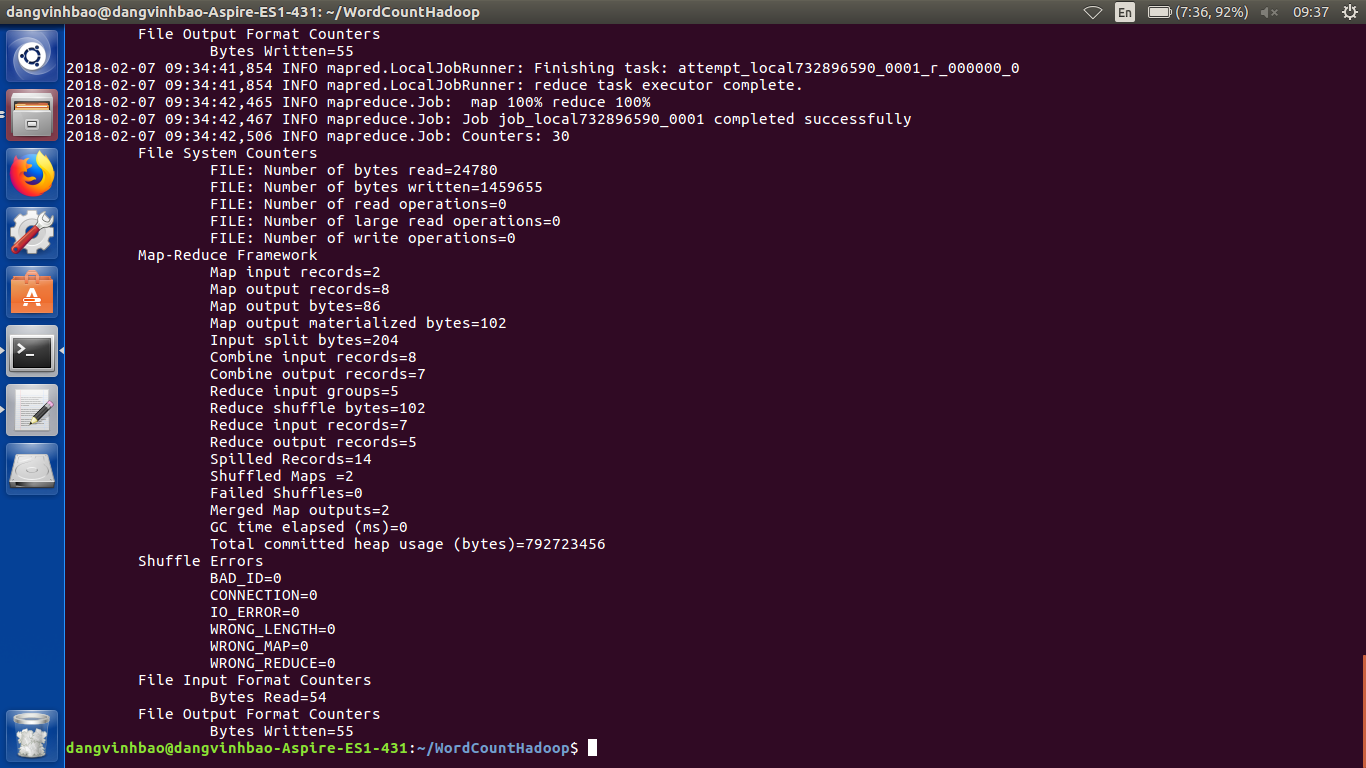 dangvinhbao@dangvinhbao-Aspire-ES1-431: ~/WordCountHadoop
En
(7:36, 92%)
09:37
File Output Format Counters
Bytes Written=55
2018-02-07 09:34:41,854 INFO mapred.LocalJobRunner: Finishing task: attempt_local732896590_0001_r_000000_0
2018-02-07 09:34:41,854 INFO mapred.LocalJobRunner: reduce task executor complete.
2018-02-07 09:34:42,465 INFO mapreduce.Job:  map 100% reduce 100%
2018-02-07 09:34:42,467 INFO mapreduce.Job: Job job_local732896590_0001 completed successfully
2018-02-07 09:34:42,506 INFO mapreduce.Job: Counters: 30
File System Counters
FILE: Number of bytes read=24780
FILE: Number of bytes written=1459655
FILE: Number of read operations=0
FILE: Number of large read operations=0
FILE: Number of write operations=0
Map-Reduce Framework
Map input records=2
Map output records=8
Map output bytes=86
Map output materialized bytes=102
Input split bytes=204
Combine input records=8
Combine output records=7
Reduce input groups=5
Reduce shuffle bytes=102
Reduce input records=7
Reduce output records=5
Spilled Records=14
Shuffled Maps =2
Failed Shuffles=0
Merged Map outputs=2
GC time elapsed (ms)=0
Total committed heap usage (bytes)=792723456
Shuffle Errors
BAD_ID=0
CONNECTION=0
IO_ERROR=0
WRONG_LENGTH=0
WRONG_MAP=0
WRONG_REDUCE=0
File Input Format Counters
Bytes Read=54
File Output Format Counters
Bytes Written=55
dangvinhbao@dangvinhbao-Aspire-ES1-431:~/WordCountHadoop$